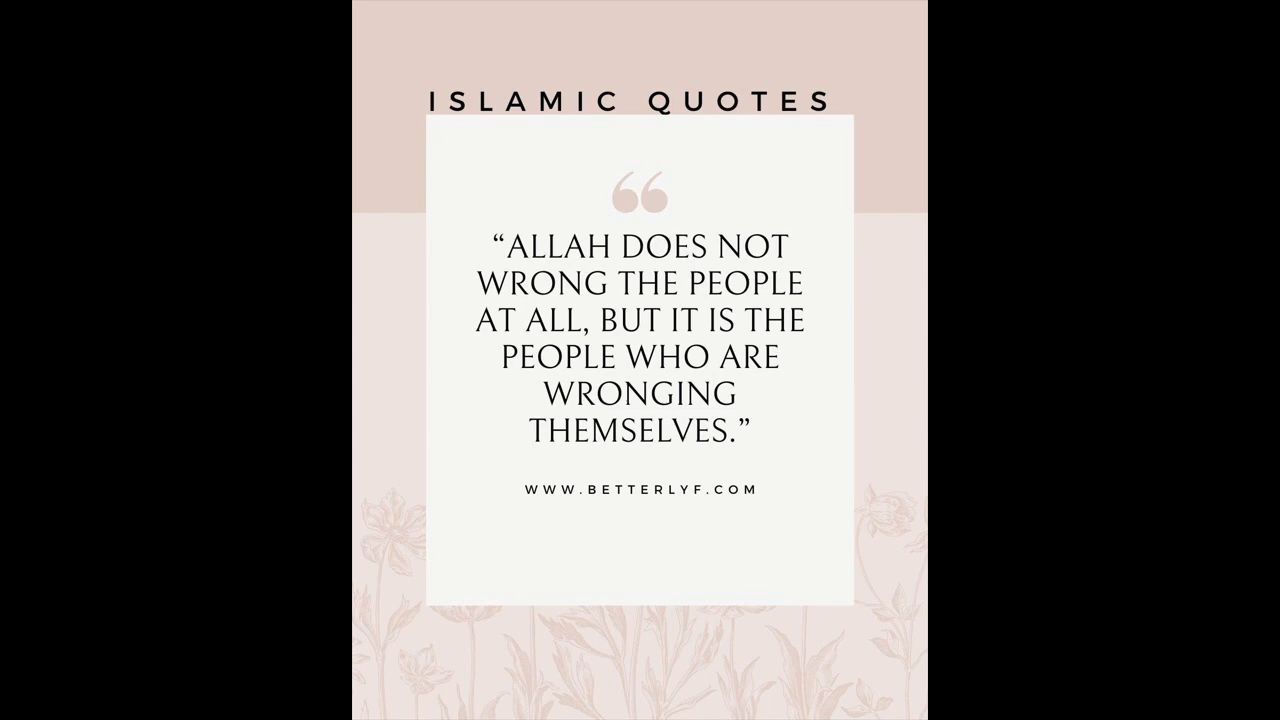 ISLAMIC QUOTES
“ALLAH DOES NOT
WRONG THE PEOPLE
AT ALL, BUT IT IS THE
PEOPLE WHO ARE
WRONGING
THEMSELVES.”
WWW.BETTERLYF.COM